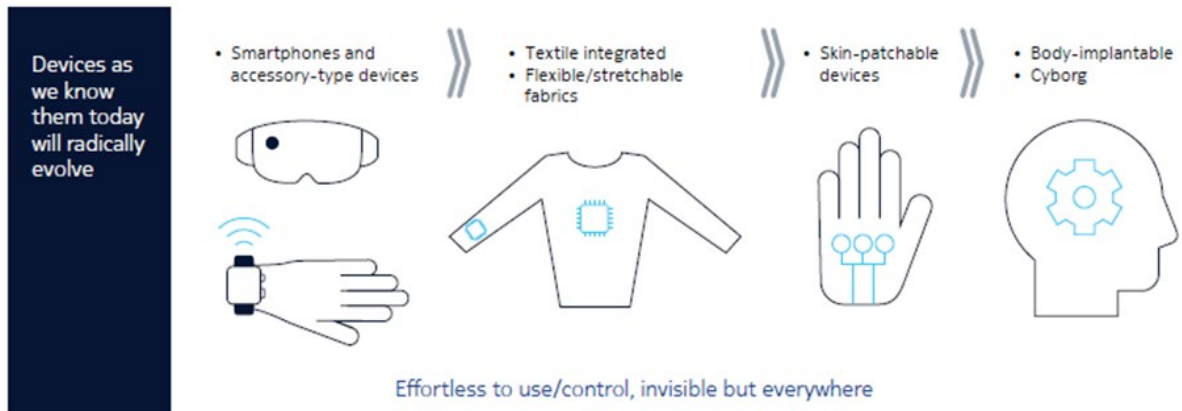 Devices as
we know
them today
will radically
evolve
• Smartphones and
accessory-type devices
• Textile integrated
• Flexible/stretchable
fabrics
• Skin-patchable
devices
• Body-implantable
• Cyborg
Effortless to use/control, invisible but everywhere